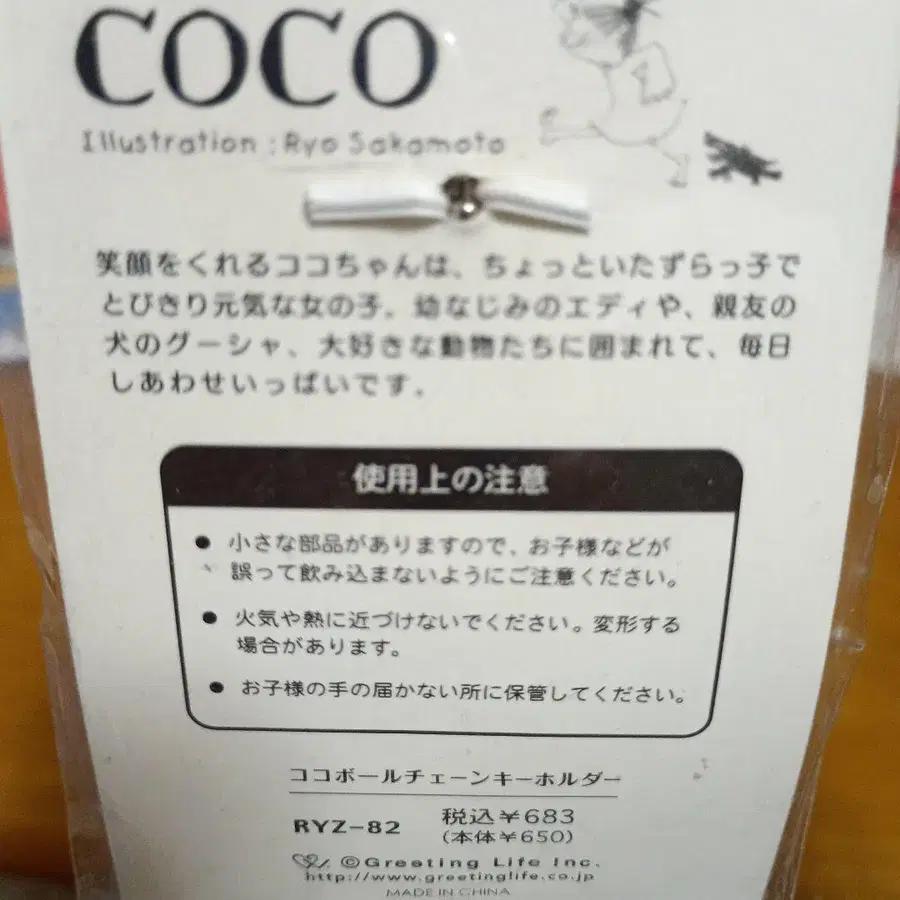 COCO
Illustration : Ryo Sakamoto
笑顔をくれるココちゃんは、ちょっといたずらっ子で
とびきり元気な女の子。幼なじみのエディや、親友の
犬のグーシャ、大好きな動物たちに囲まれて、毎日
しあわせいっぱいです。
使用上の注意
● 小さな部品がありますので、お子様などが
誤って飲み込まないようにご注意ください。
● 火気や熱に近づけないでください。変形する
場合があります。
● お子様の手の届かない所に保管してください。
ココボールチェーンキーホルダー
RYZ-82 税込¥683
(本体¥650)
©Greeting Life Inc.
http://www.greetinglife.co.jp
MADE IN CHINA